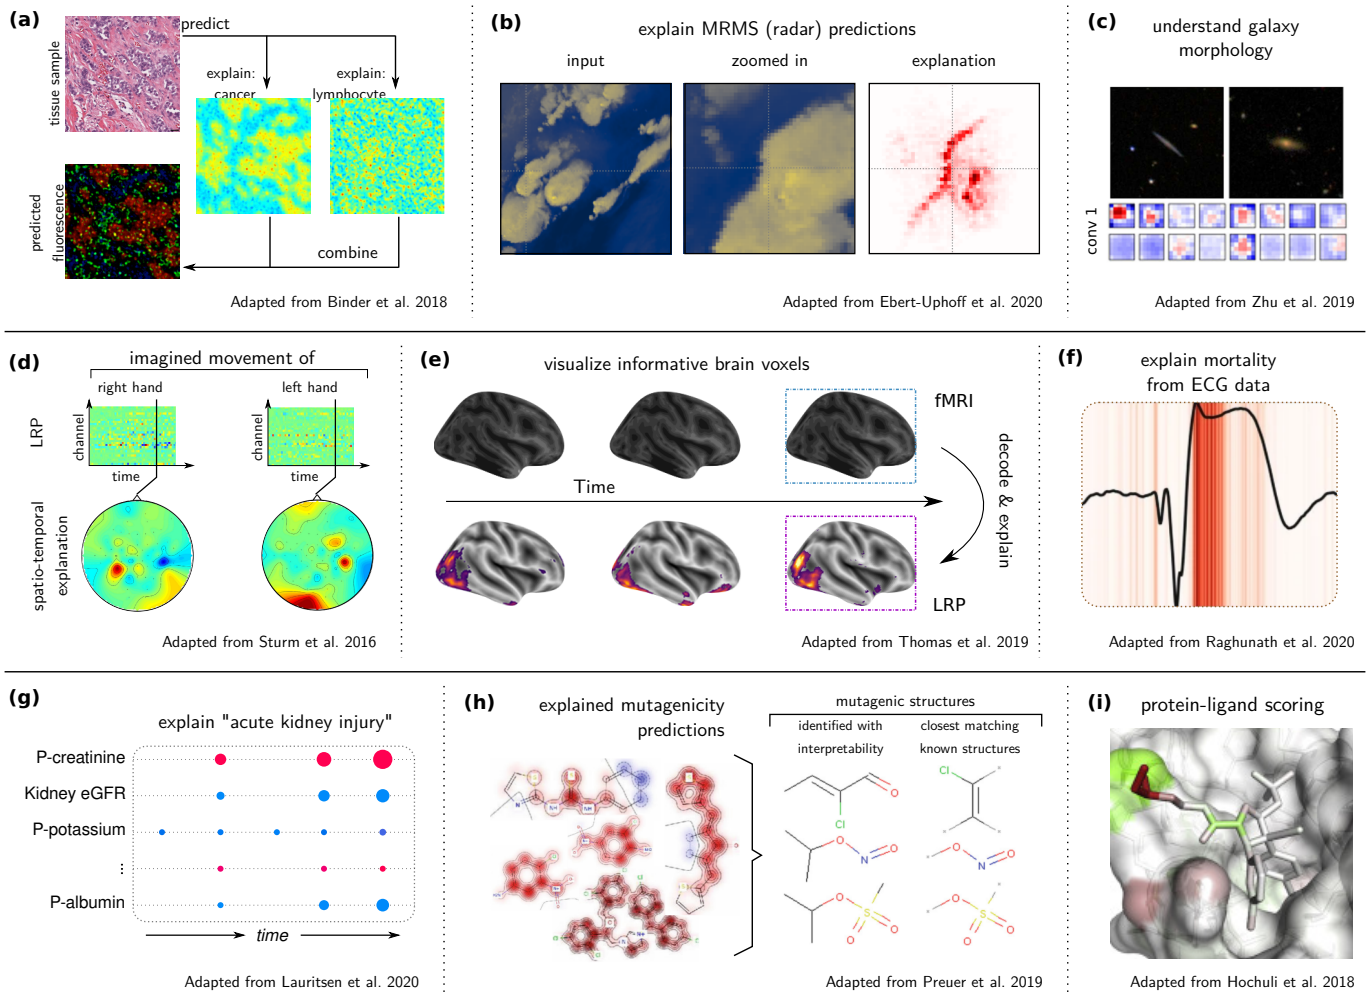 (a)
predict
tissue sample
explain:
cancer
explain:
lymphocyte
predicted
fluorescence
combine
Adapted from Binder et al. 2018
(b)
explain MRMS (radar) predictions
input
zoomed in
explanation
Adapted from Ebert-Uphoff et al. 2020
(c)
understand galaxy
morphology
conv 1
Adapted from Zhu et al. 2019
(d)
imagined movement of
right hand
left hand
LRP
channel
time
channel
time
spatio-temporal
explanation
Adapted from Sturm et al. 2016
(e)
visualize informative brain voxels
fMRI
Time
decode & explain
LRP
Adapted from Thomas et al. 2019
(f)
explain mortality
from ECG data
Adapted from Raghunath et al. 2020
(g)
explain "acute kidney injury"
P-creatinine
Kidney eGFR
P-potassium
⋮
P-albumin
time
Adapted from Lauritsen et al. 2020
(h)
explained mutagenicity
predictions
mutagenic structures
identified with
interpretability
closest matching
known structures
O
Cl
Cl
O
N
O
O
N
O
O
S
O
O
O
S
O
O
Adapted from Preuer et al. 2019
(i)
protein-ligand scoring
Adapted from Hochuli et al. 2018